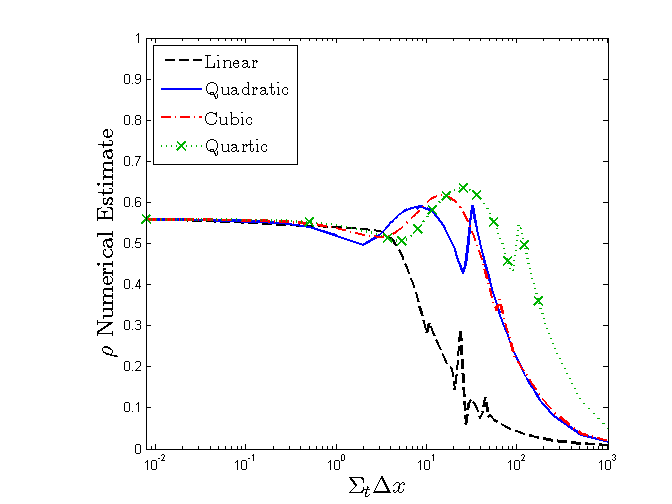 1
0.9
0.8
0.7
0.6
0.5
0.4
0.3
0.2
0.1
0
ρ Numerical Estimate
Linear
Quadratic
Cubic
Quartic
10^-2 10^-1 10^0 10^1 10^2 10^3
Σ_tΔx